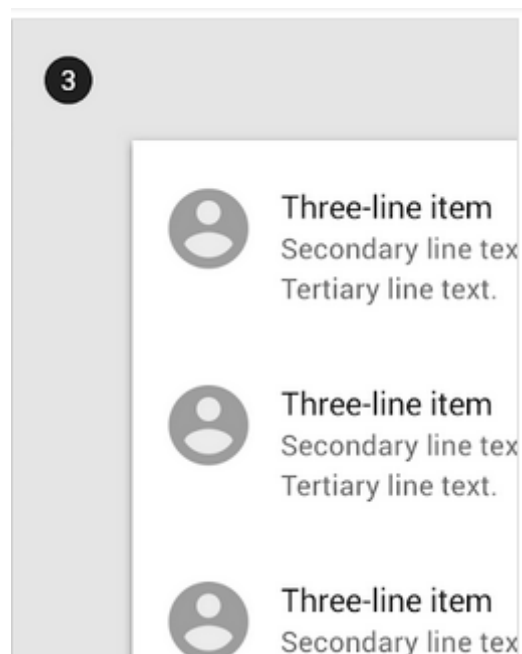 3
Three-line item
Secondary line tex
Tertiary line text.
Three-line item
Secondary line tex
Tertiary line text.
Three-line item
Secondary line tex